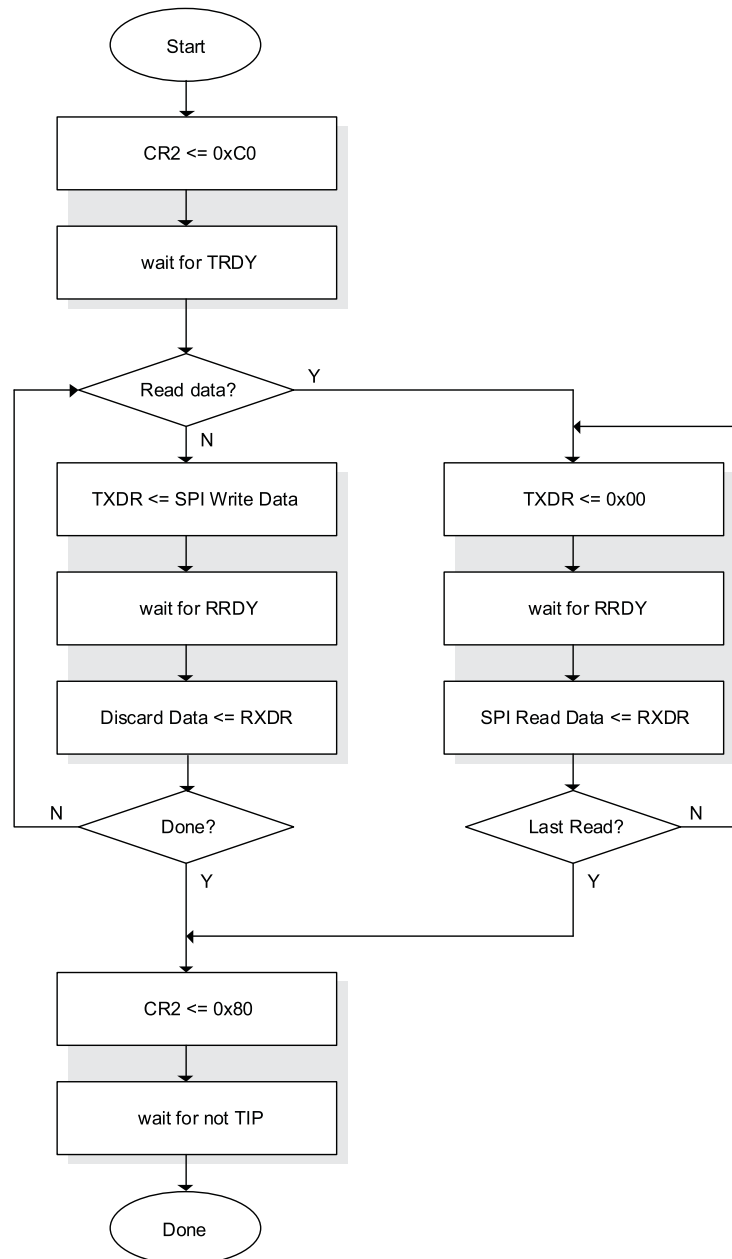 Start
CR2 <= 0xC0
wait for TRDY
Read data?
Y
N
TXDR <= SPI Write Data
TXDR <= 0x00
wait for RRDY
wait for RRDY
Discard Data <= RXDR
SPI Read Data <= RXDR
N
Done?
Last Read?
N
Y
Y
CR2 <= 0x80
wait for not TIP
Done